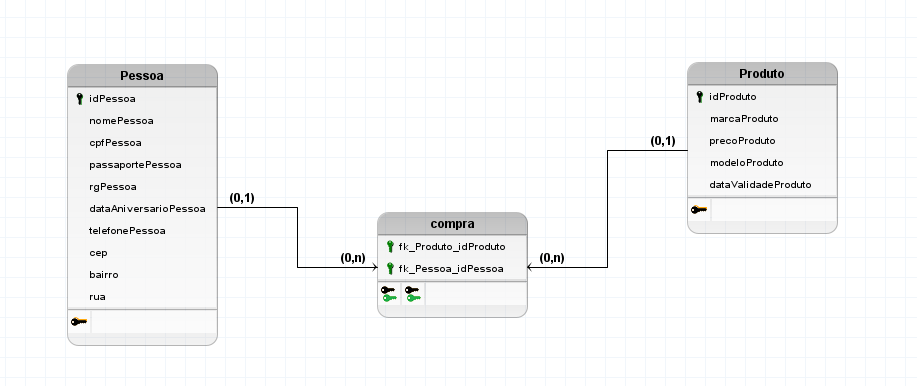 Pessoa
idPessoa
nomePessoa
cpfPessoa
passaportePessoa
rgPessoa
dataAniversarioPessoa
telefonePessoa
cep
bairro
rua
(0,1)
(0,n)
compra
fk_Produto_idProduto
fk_Pessoa_idPessoa
(0,n)
(0,1)
Produto
idProduto
marcaProduto
precoProduto
modeloProduto
dataValidadeProduto